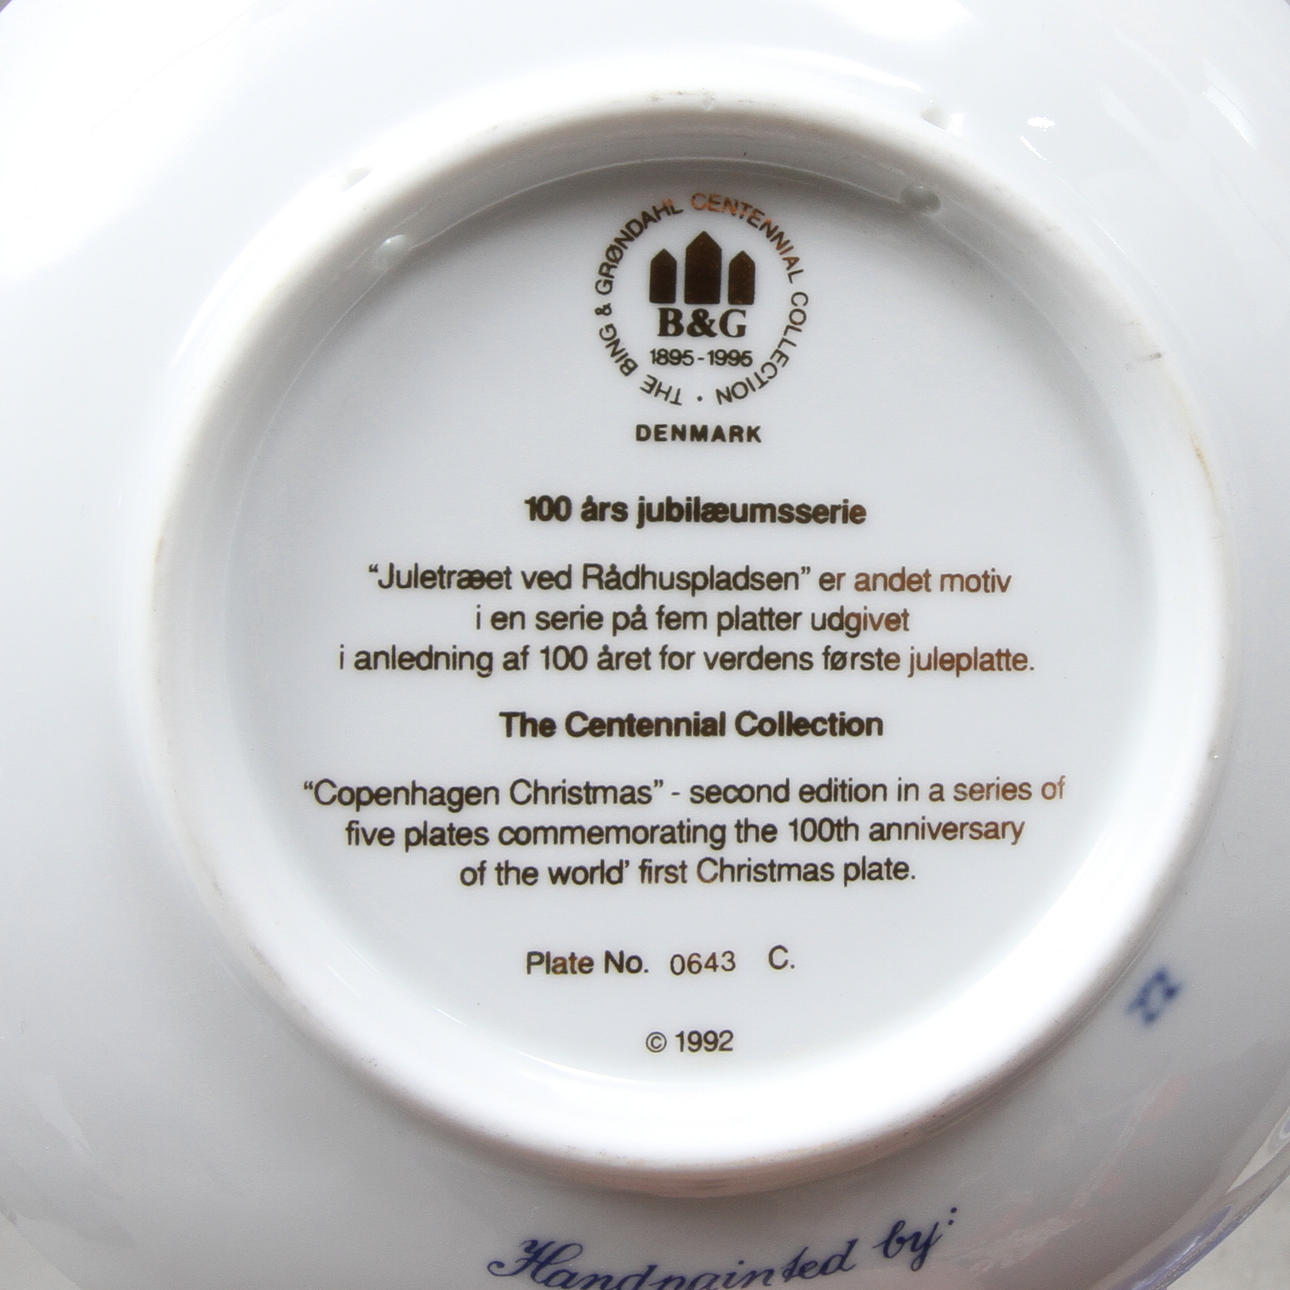 THE BING & GRØNDAHL CENTENNIAL COLLECTION ·
B&G
1895-1995
DENMARK
100 års jubilæumsserie
“Juletræet ved Rådhuspladsen” er andet motiv
i en serie på fem platter udgivet
i anledning af 100 året for verdens første juleplatte.
The Centennial Collection
“Copenhagen Christmas” - second edition in a series of
five plates commemorating the 100th anniversary
of the world’ first Christmas plate.
Plate No. 0643 C.
© 1992
Handpainted by: